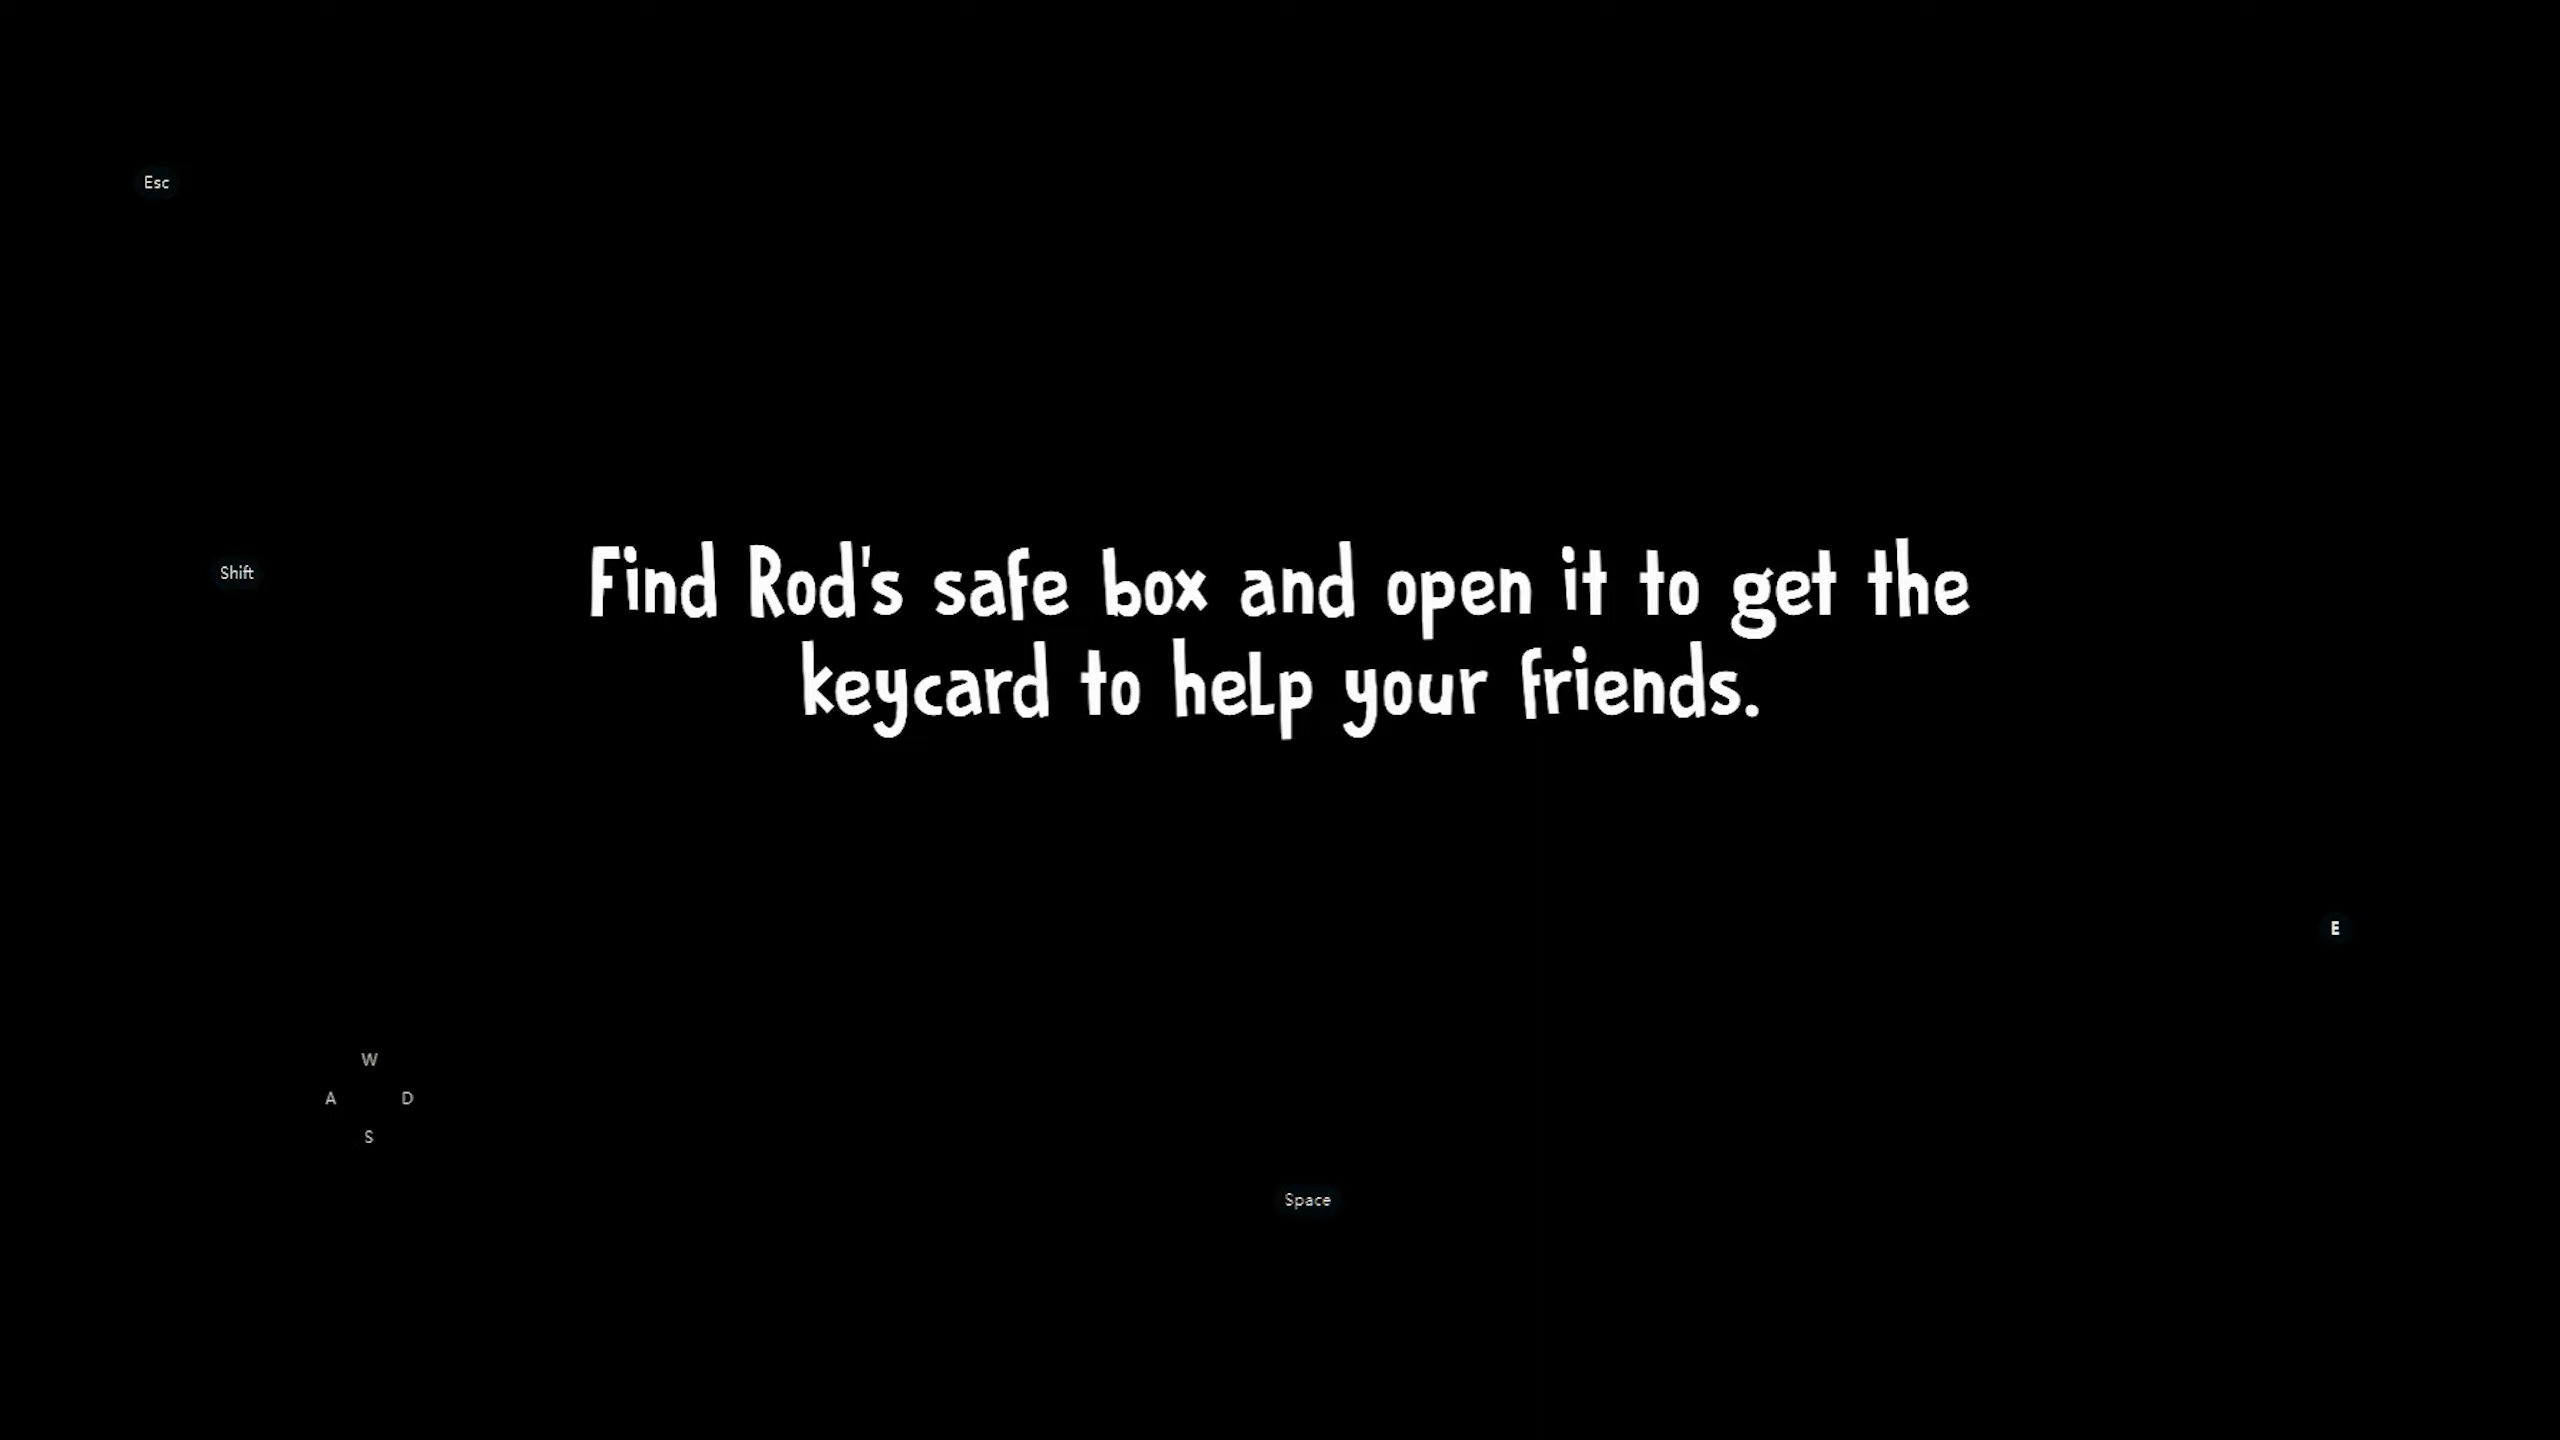 Esc
Shift
Find Rod's safe box and open it to get the
keycard to help your friends.
E
W
A D
S
Space